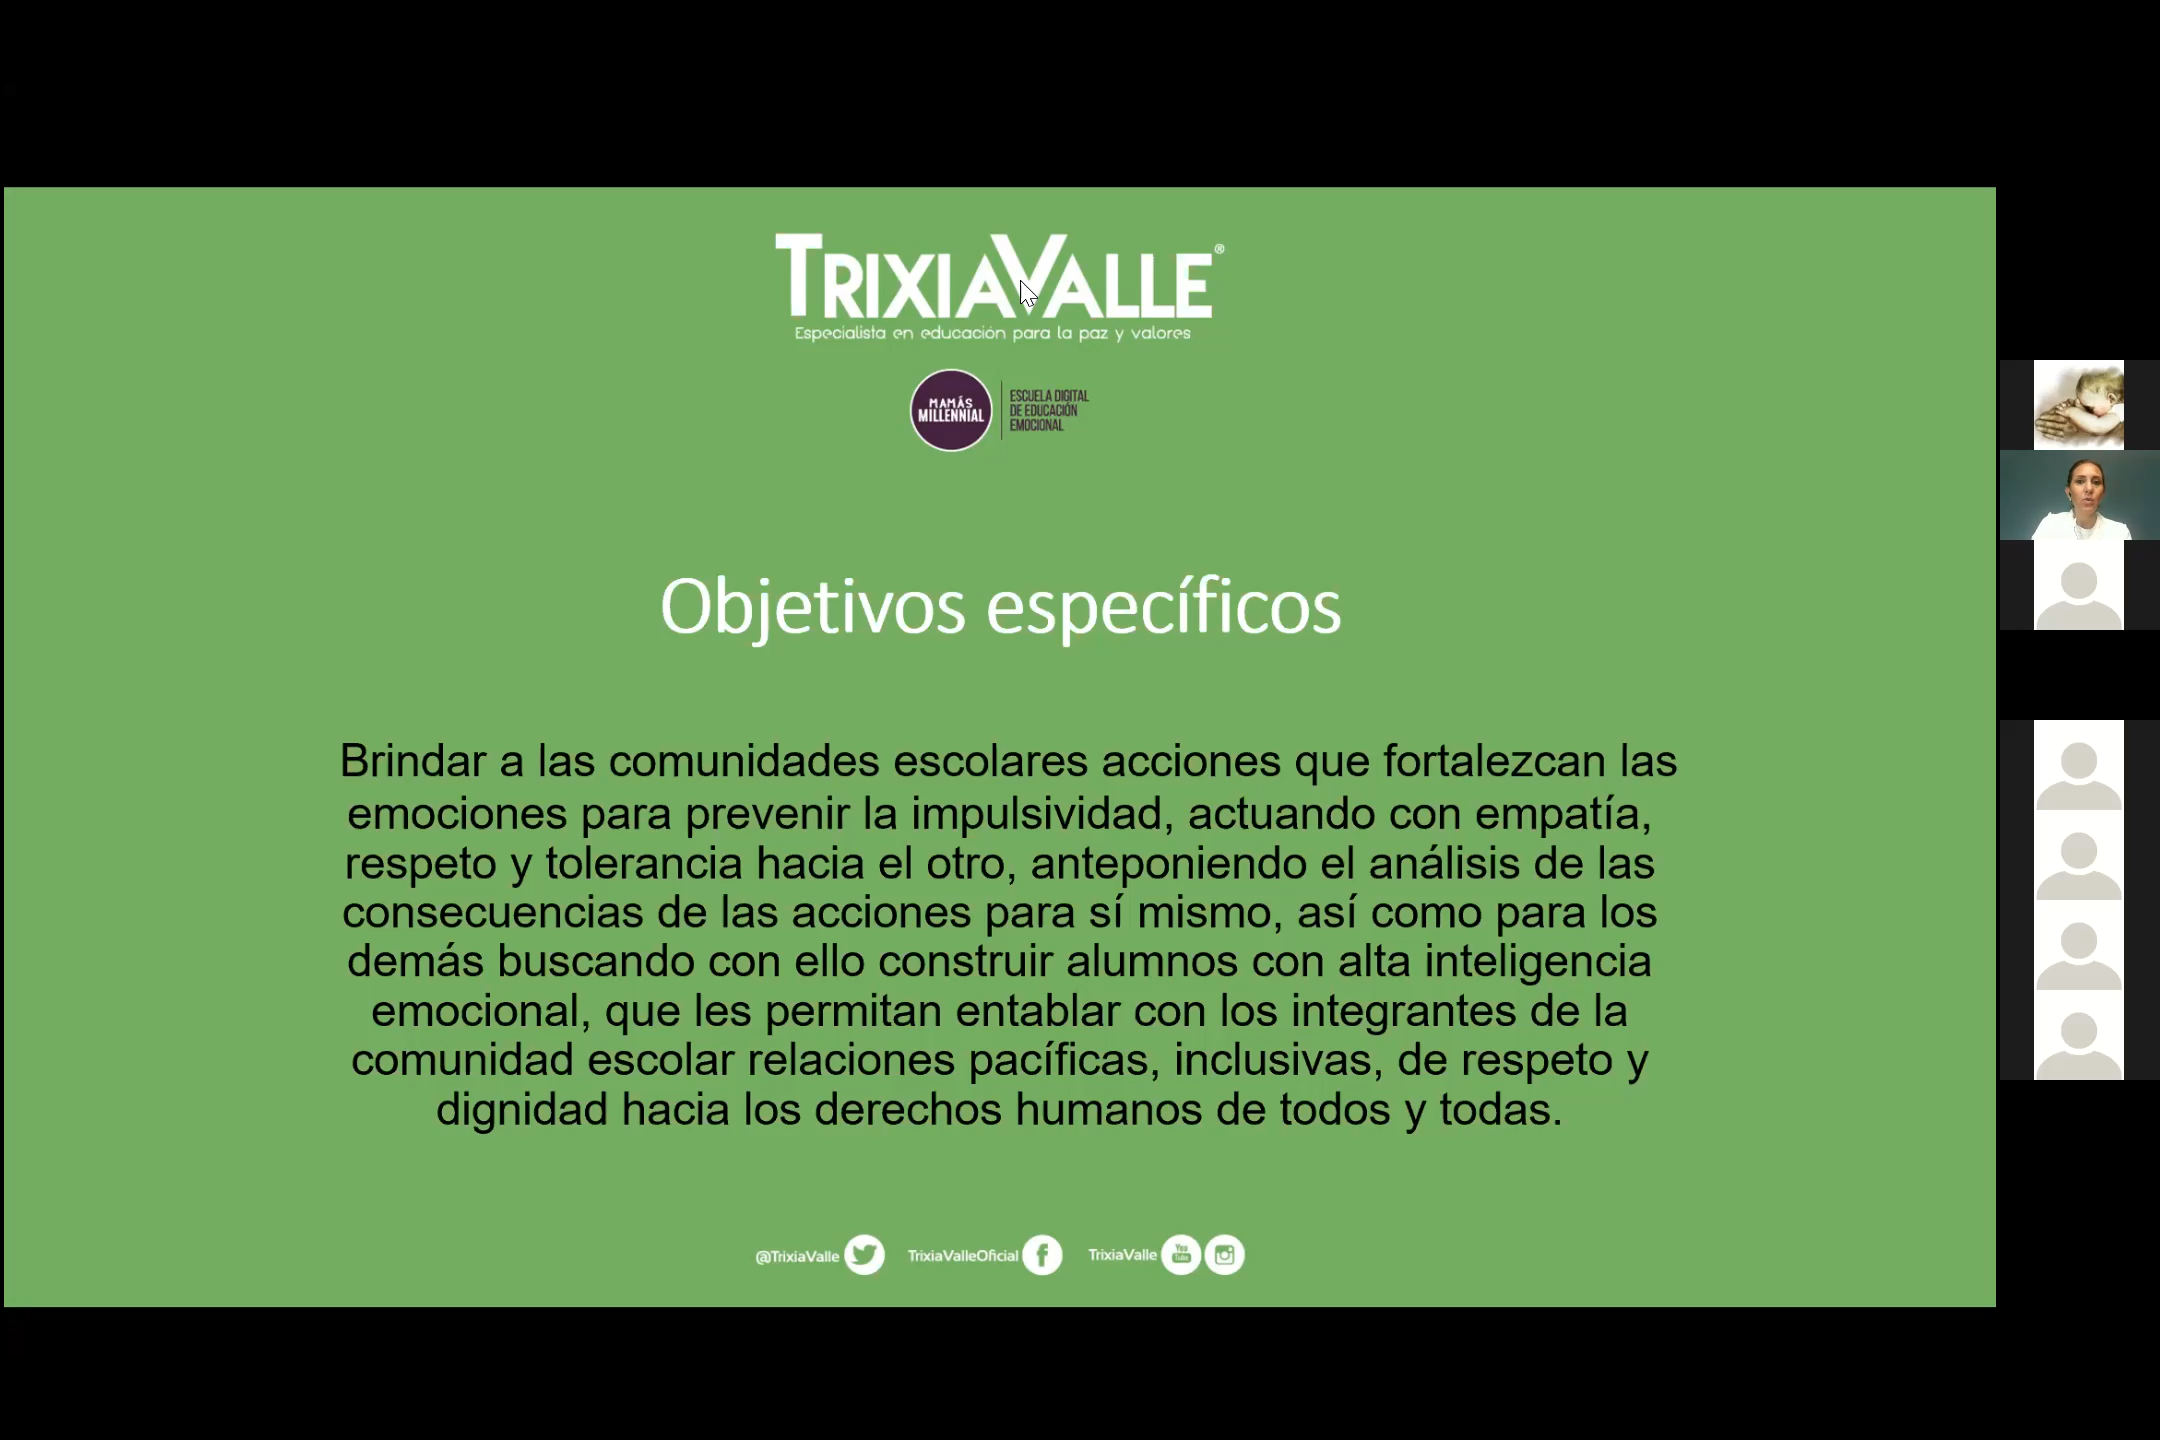 TRIXIAVALLE®
Especialista en educación para la paz y valores
MAMÁS
MILLENNIAL
ESCUELA DIGITAL
DE EDUCACIÓN
EMOCIONAL
Objetivos específicos
Brindar a las comunidades escolares acciones que fortalezcan las
emociones para prevenir la impulsividad, actuando con empatía,
respeto y tolerancia hacia el otro, anteponiendo el análisis de las
consecuencias de las acciones para sí mismo, así como para los
demás buscando con ello construir alumnos con alta inteligencia
emocional, que les permitan entablar con los integrantes de la
comunidad escolar relaciones pacíficas, inclusivas, de respeto y
dignidad hacia los derechos humanos de todos y todas.
@TrixiaValle TrixiaValleOficial f TrixiaValle You Tube